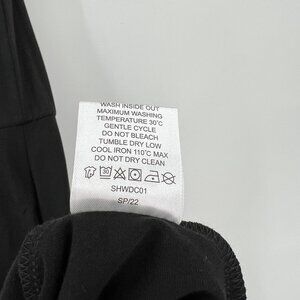 WASH INSIDE OUT
MAXIMUM WASHING
TEMPERATURE 30°C
GENTLE CYCLE
DO NOT BLEACH
TUMBLE DRY LOW
COOL IRON 110°C MAX
DO NOT DRY CLEAN
30
SHWDC01
SP/22